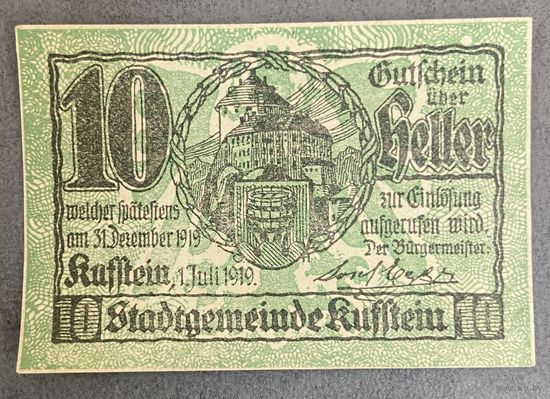 10
Gutschein
über
Heller
welcher spätestens
am 31. Dezember 1919
zur Einlösung
aufgerufen wird.
Der Bürgermeister:
Kufstein, 1. Juli 1919.
10 Stadtgemeinde Kufstein 10